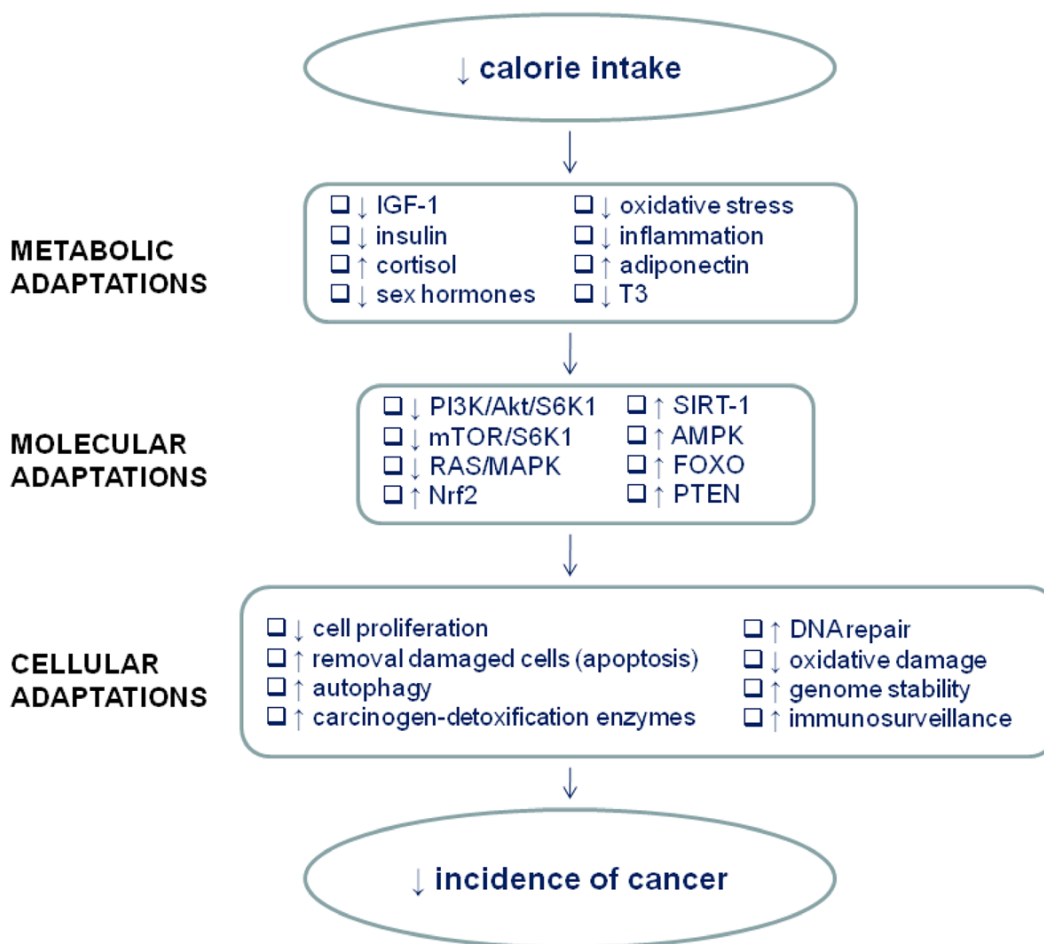 ↓ calorie intake
METABOLIC
ADAPTATIONS
❑ ↓ IGF-1
❑ ↓ insulin
❑ ↑ cortisol
❑ ↓ sex hormones
❑ ↓ oxidative stress
❑ ↓ inflammation
❑ ↑ adiponectin
❑ ↓ T3
MOLECULAR
ADAPTATIONS
❑ ↓ PI3K/Akt/S6K1
❑ ↓ mTOR/S6K1
❑ ↓ RAS/MAPK
❑ ↑ Nrf2
❑ ↑ SIRT-1
❑ ↑ AMPK
❑ ↑ FOXO
❑ ↑ PTEN
CELLULAR
ADAPTATIONS
❑ ↓ cell proliferation
❑ ↑ removal damaged cells (apoptosis)
❑ ↑ autophagy
❑ ↑ carcinogen-detoxification enzymes
❑ ↑ DNA repair
❑ ↓ oxidative damage
❑ ↑ genome stability
❑ ↑ immunosurveillance
↓ incidence of cancer